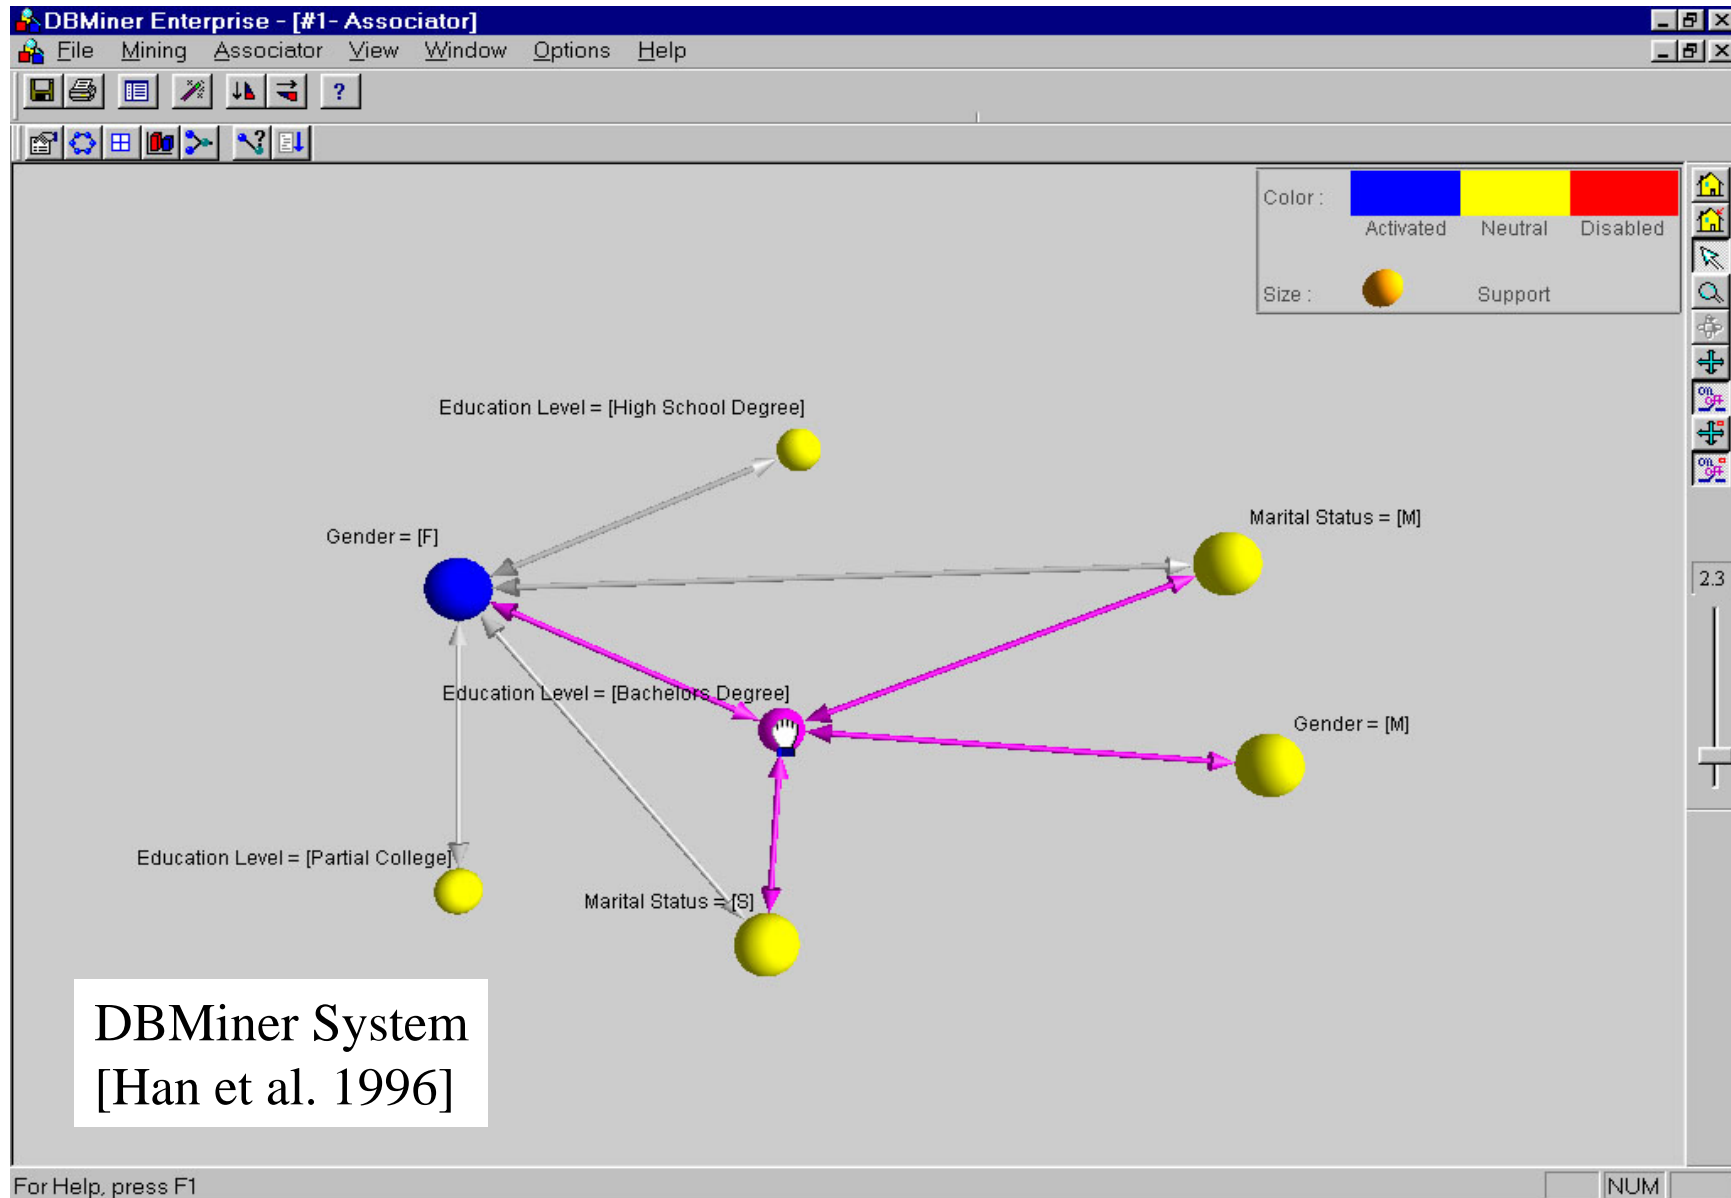 DBMiner Enterprise - [#1- Associator]
File Mining Associator View Window Options Help
?
Color :
Activated Neutral Disabled
Size : Support
Education Level = [High School Degree]
Marital Status = [M]
Gender = [F]
2.3
Education Level = [Bachelors Degree]
Gender = [M]
Education Level = [Partial College]
Marital Status = [S]
DBMiner System
[Han et al. 1996]
For Help, press F1
NUM